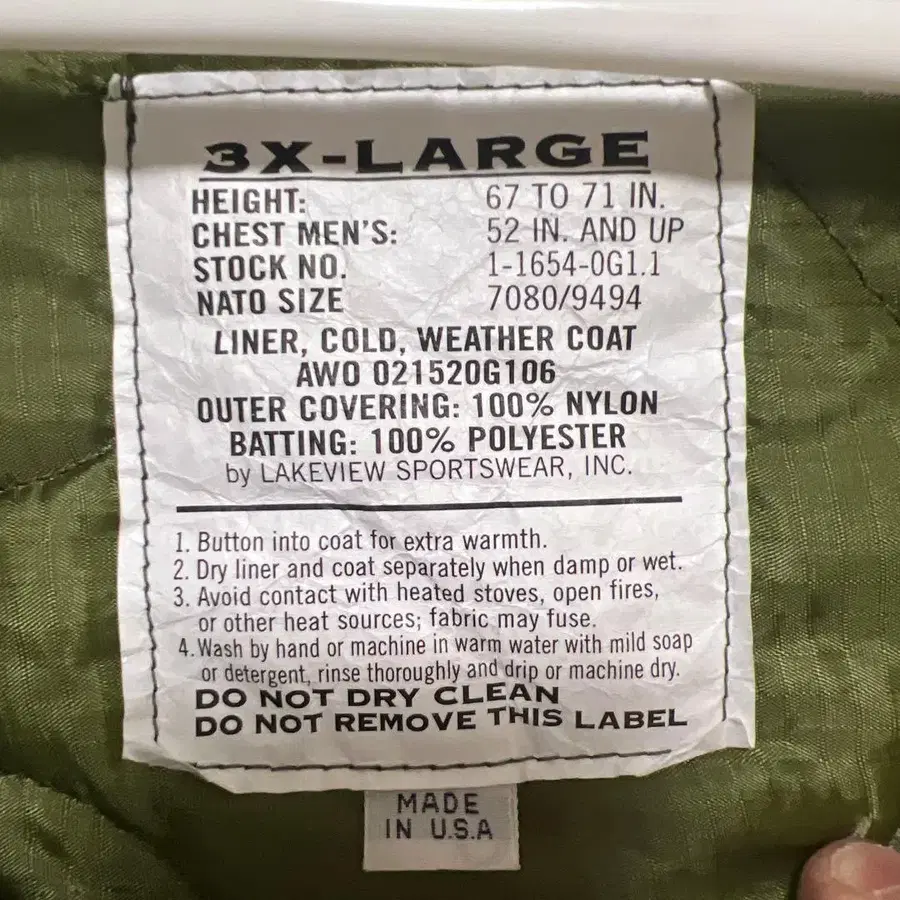 3X-LARGE
HEIGHT: 67 TO 71 IN.
CHEST MEN'S: 52 IN. AND UP
STOCK NO. 1-1654-0G1.1
NATO SIZE 7080/9494
LINER, COLD, WEATHER COAT
AWO 021520G106
OUTER COVERING: 100% NYLON
BATTING: 100% POLYESTER
by LAKEVIEW SPORTSWEAR, INC.
1. Button into coat for extra warmth.
2. Dry liner and coat separately when damp or wet.
3. Avoid contact with heated stoves, open fires,
or other heat sources; fabric may fuse.
4. Wash by hand or machine in warm water with mild soap
or detergent, rinse thoroughly and drip or machine dry.
DO NOT DRY CLEAN
DO NOT REMOVE THIS LABEL
MADE
IN U.S.A